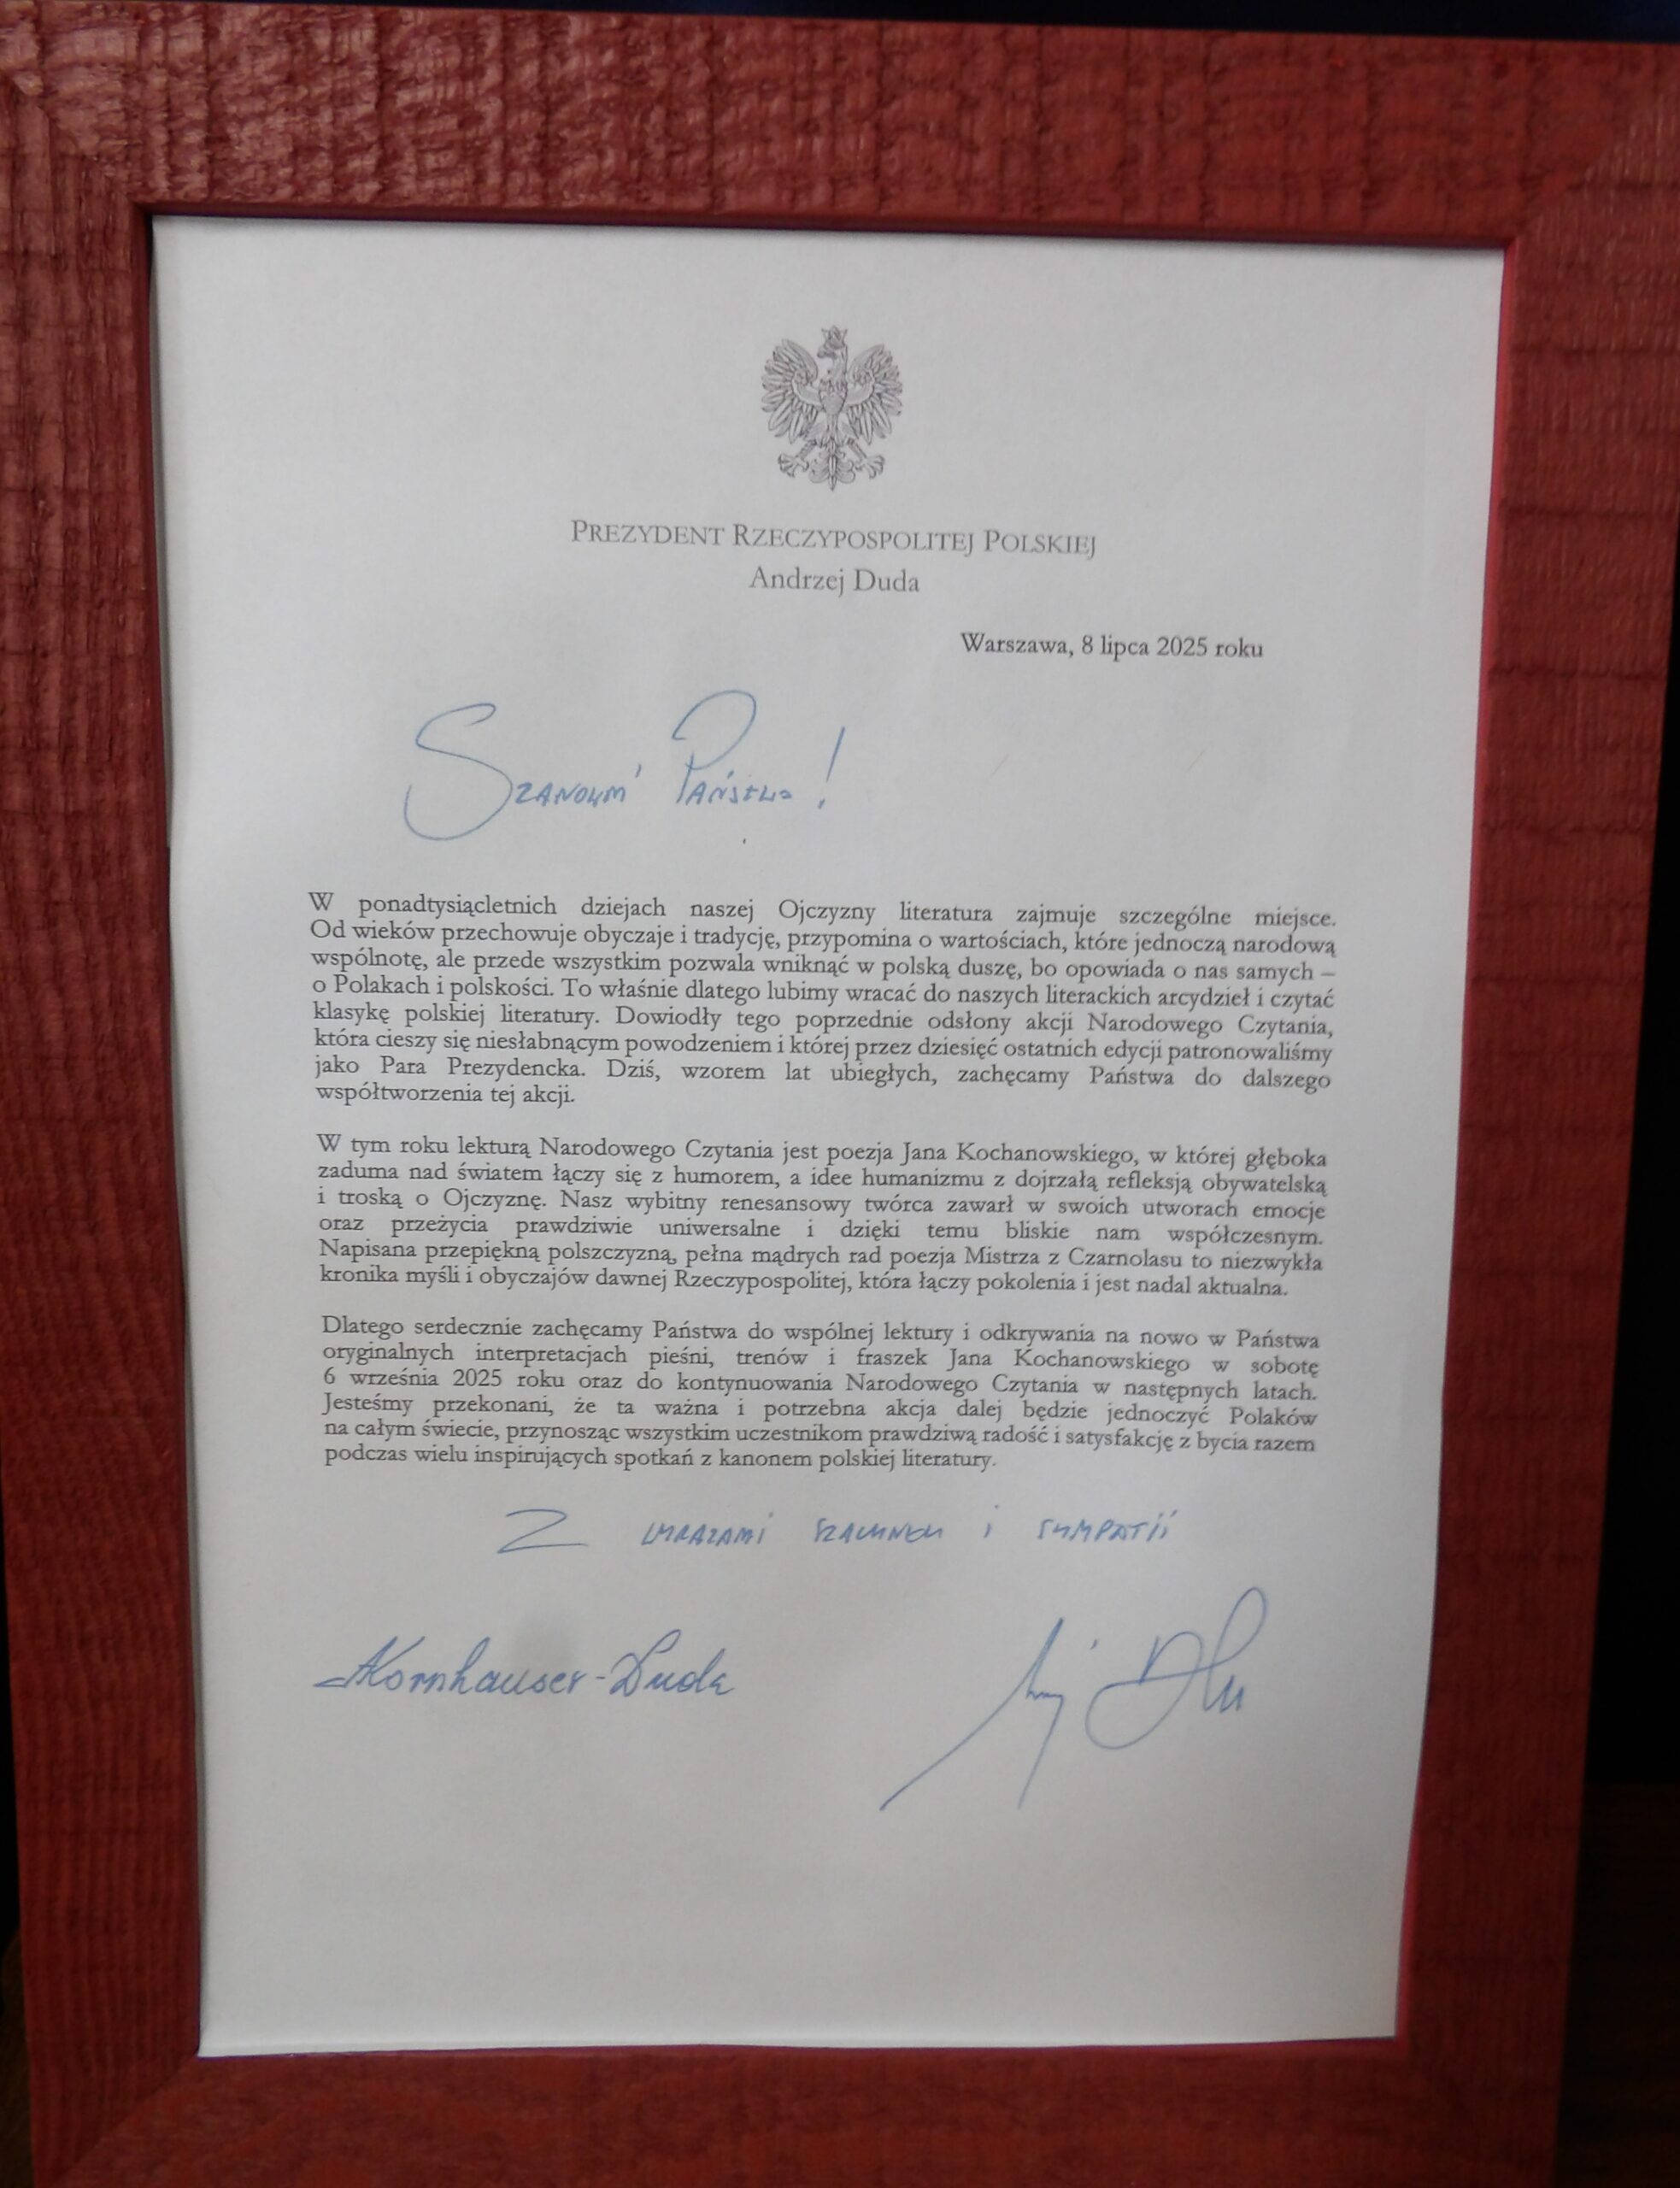 PREZYDENT RZECZYPOSPOLITEJ POLSKIEJ
Andrzej Duda
Warszawa, 8 lipca 2025 roku
Szanowni Państwo!
W ponadtysiącletnich dziejach naszej Ojczyzny literatura zajmuje szczególne miejsce.
Od wieków przechowuje obyczaje i tradycję, przypomina o wartościach, które jednoczą narodową
wspólnotę, ale przede wszystkim pozwala wniknąć w polską duszę, bo opowiada o nas samych –
o Polakach i polskości. To właśnie dlatego lubimy wracać do naszych literackich arcydzieł i czytać
klasykę polskiej literatury. Dowiodły tego poprzednie odsłony akcji Narodowego Czytania,
która cieszy się niesłabnącym powodzeniem i której przez dziesięć ostatnich edycji patronowaliśmy
jako Para Prezydencka. Dziś, wzorem lat ubiegłych, zachęcamy Państwa do dalszego
współtworzenia tej akcji.
W tym roku lekturą Narodowego Czytania jest poezja Jana Kochanowskiego, w której głęboka
zaduma nad światem łączy się z humorem, a idee humanizmu z dojrzałą refleksją obywatelską
i troską o Ojczyznę. Nasz wybitny renesansowy twórca zawarł w swoich utworach emocje
oraz przeżycia prawdziwie uniwersalne i dzięki temu bliskie nam współczesnym.
Napisana przepiękną polszczyzną, pełna mądrych rad poezja Mistrza z Czarnolasu to niezwykła
kronika myśli i obyczajów dawnej Rzeczypospolitej, która łączy pokolenia i jest nadal aktualna.
Dlatego serdecznie zachęcamy Państwa do wspólnej lektury i odkrywania na nowo w Państwa
oryginalnych interpretacjach pieśni, trenów i fraszek Jana Kochanowskiego w sobotę
6 września 2025 roku oraz do kontynuowania Narodowego Czytania w następnych latach.
Jesteśmy przekonani, że ta ważna i potrzebna akcja dalej będzie jednoczyć Polaków
na całym świecie, przynosząc wszystkim uczestnikom prawdziwą radość i satysfakcję z bycia razem
podczas wielu inspirujących spotkań z kanonem polskiej literatury.
Z wyrazami szacunku i sympatii
AKornhauser-Duda